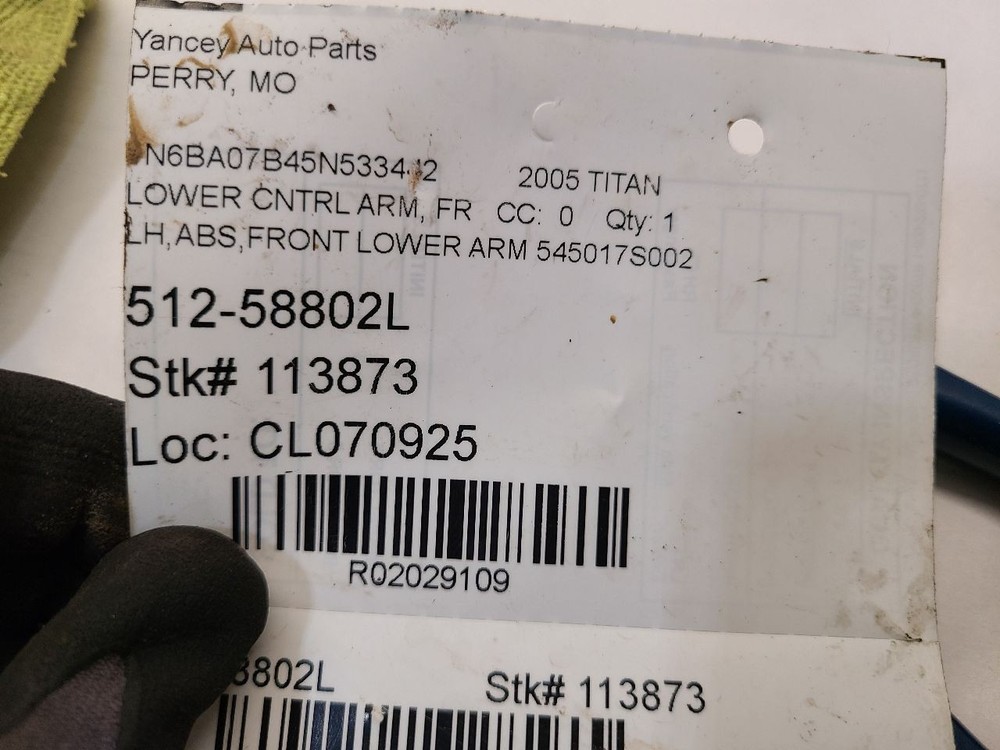 Yancey Auto Parts
PERRY, MO
2005 TITAN
LOWER CNTRL ARM, FR CC: 0 Qty: 1
LH,ABS,FRONT LOWER ARM 545017S002
512-58802L
Stk# 113873
Loc: CL070925
R02029109
8802L Stk# 113873